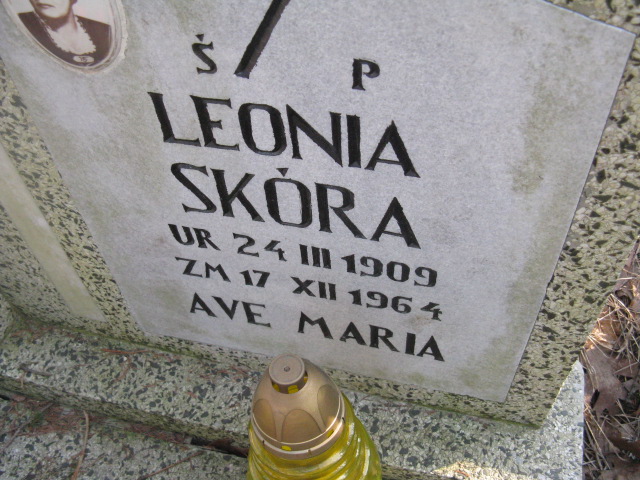 Ś P
LEONIA
SKÓRA
UR 24 III 1909
ZM 17 XII 1964
AVE MARIA